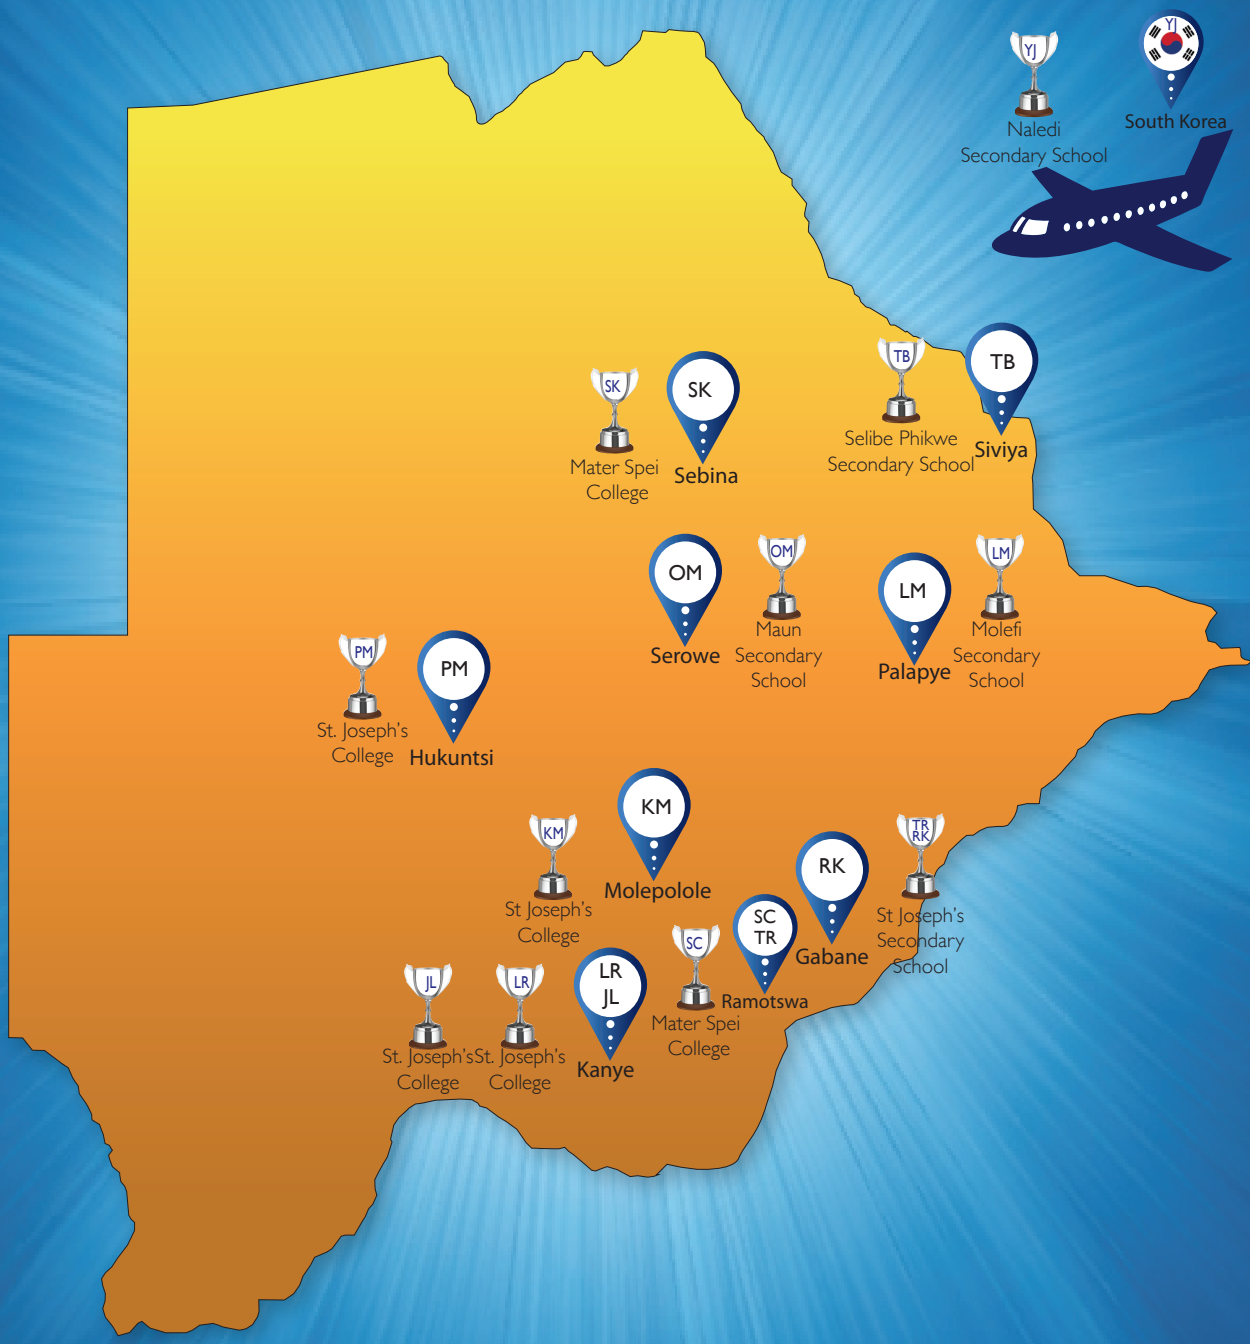 YJ
Naledi
Secondary School
YJ
South Korea
SK
Mater Spei
College
SK
Sebina
TB
Selibe Phikwe
Secondary School
TB
Siviya
OM
Serowe
OM
Maun
Secondary
School
LM
Palapye
LM
Molefi
Secondary
School
PM
St. Joseph's
College
PM
Hukuntsi
KM
St Joseph's
College
KM
Molepolole
RK
Gabane
TR
RK
St Joseph's
Secondary
School
SC
TR
Ramotswa
SC
Mater Spei
College
JL
St. Joseph's
College
LR
St. Joseph's
College
LR
JL
Kanye